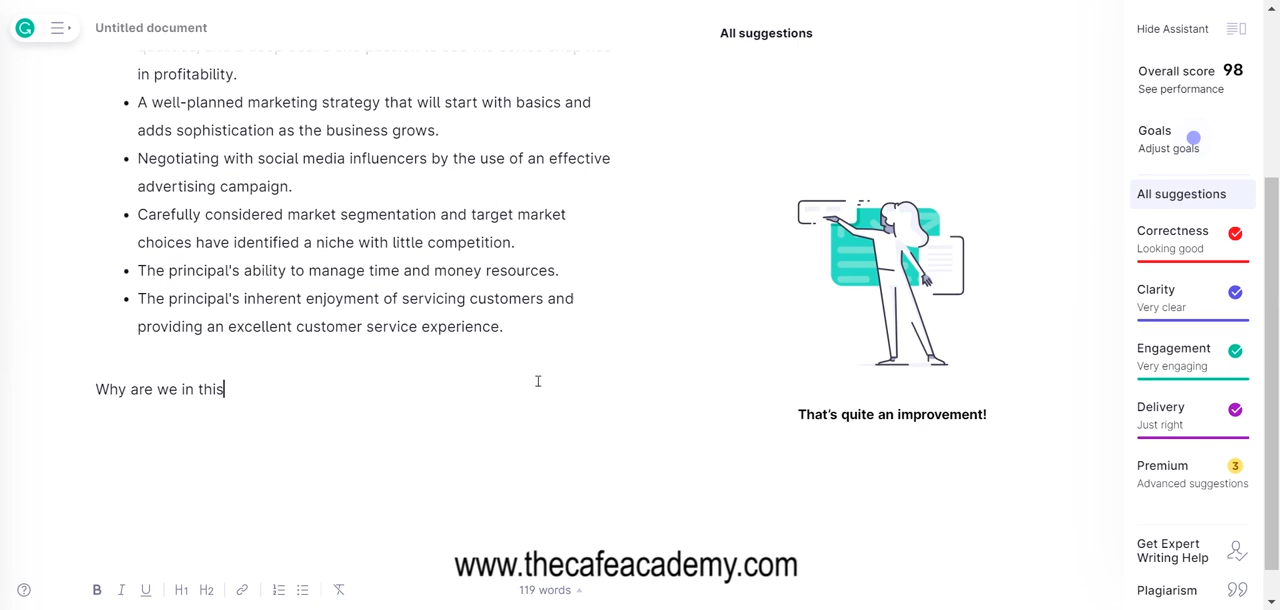 Untitled document
All suggestions
Hide Assistant
in profitability.
Overall score 98
See performance
• A well-planned marketing strategy that will start with basics and
adds sophistication as the business grows.
Goals
Adjust goals
• Negotiating with social media influencers by the use of an effective
advertising campaign.
All suggestions
• Carefully considered market segmentation and target market
choices have identified a niche with little competition.
Correctness
Looking good
• The principal's ability to manage time and money resources.
• The principal's inherent enjoyment of servicing customers and
providing an excellent customer service experience.
Clarity
Very clear
Engagement
Very engaging
Why are we in this
That's quite an improvement!
Delivery
Just right
Premium 3
Advanced suggestions
Get Expert
Writing Help
www.thecafeacademy.com
B I U H1 H2
119 words
Plagiarism